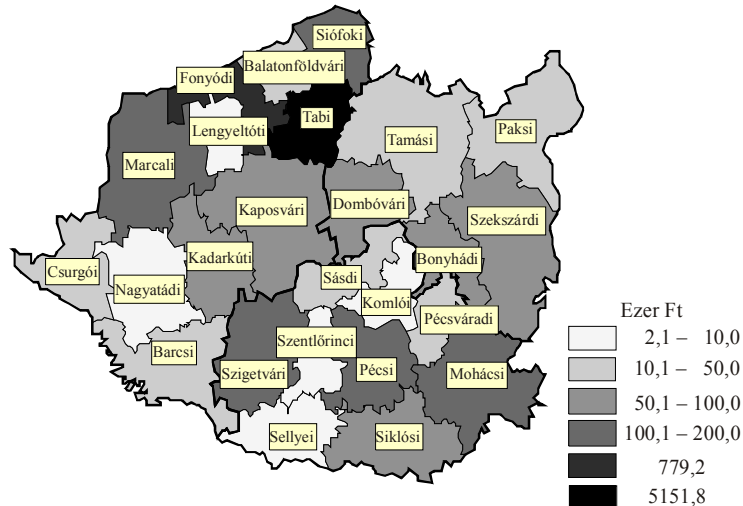 Siófoki
Balatonföldvári
Fonyódi
Tabi
Lengyeltóti
Paksi
Tamási
Marcali
Dombóvári
Kaposvári
Szekszárdi
Kadarkúti
Bonyhádi
Csurgói
Sásdi
Nagyatádi
Komlói
Pécsváradi
Szentlőrinci
Barcsi
Pécsi
Szigetvári
Mohácsi
Sellyei
Siklósi
Ezer Ft
2,1 – 10,0
10,1 – 50,0
50,1 – 100,0
100,1 – 200,0
779,2
5151,8